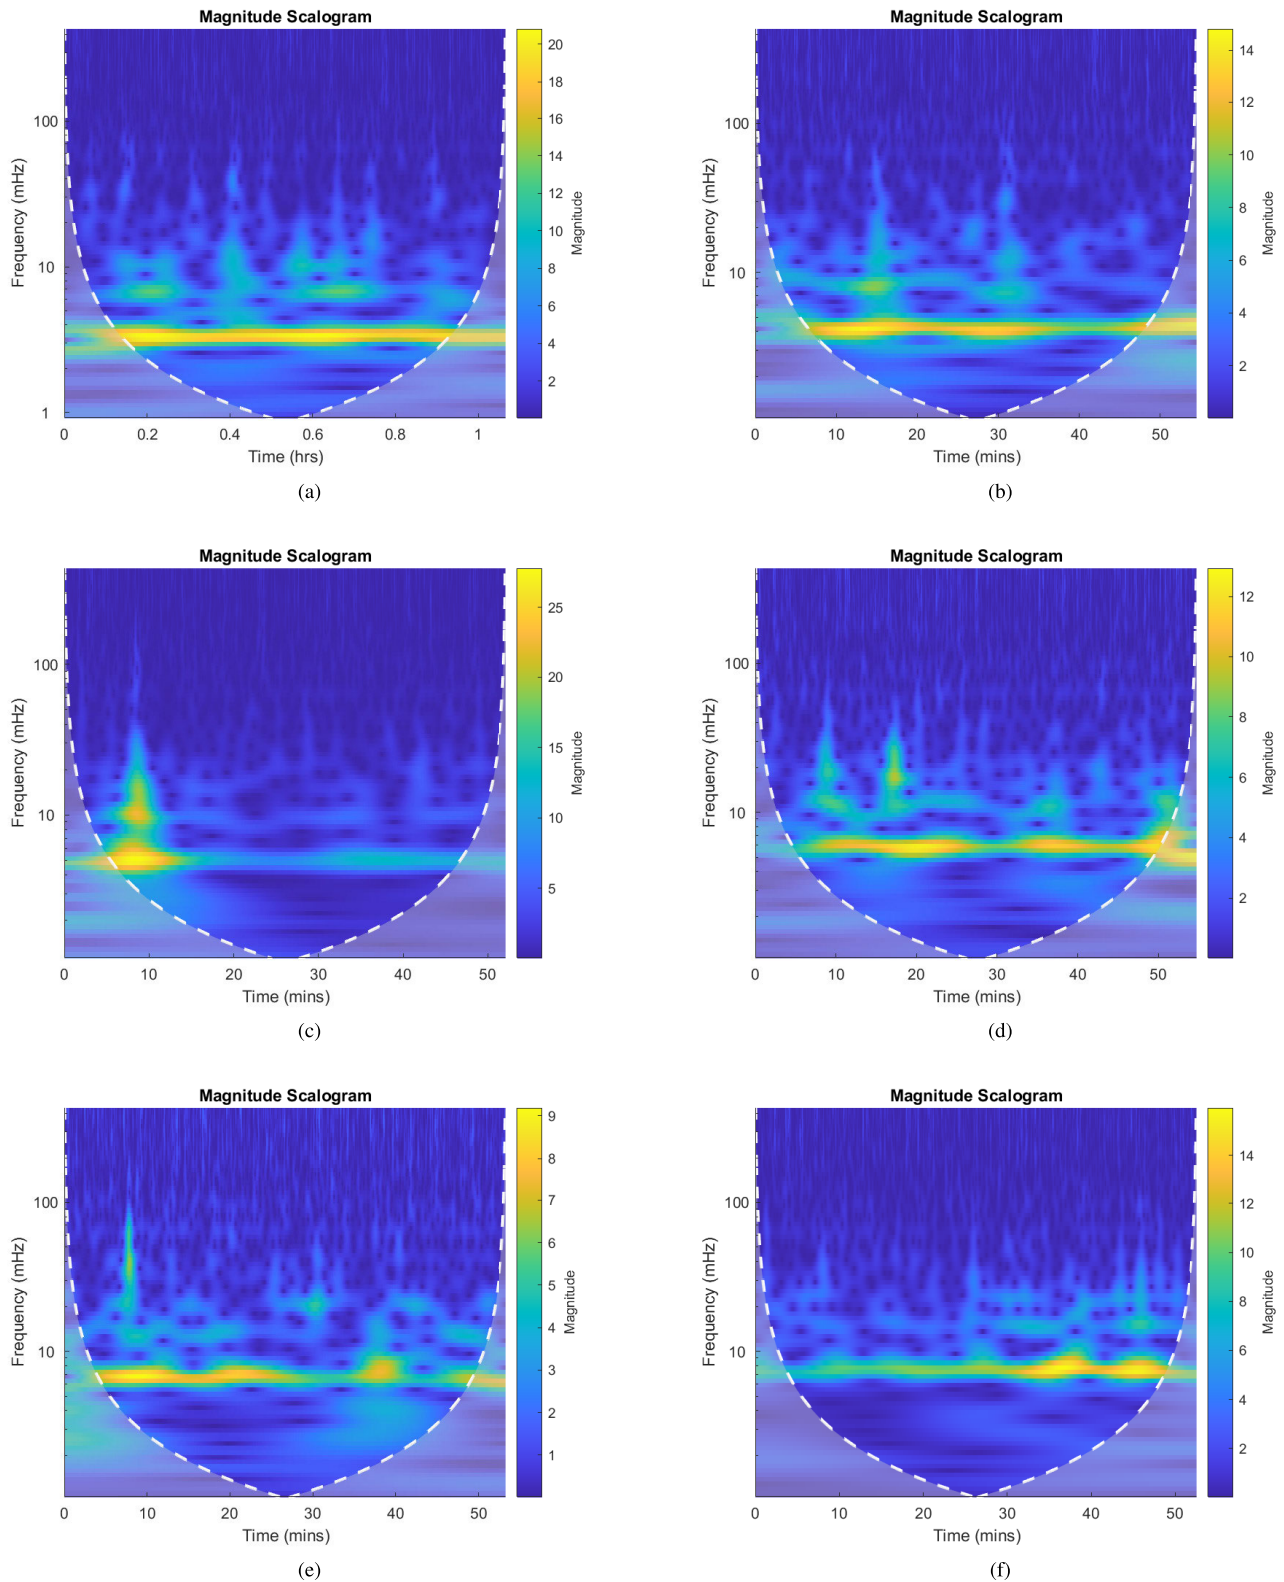 Magnitude Scalogram
Frequency (mHz)
100
10
1
0 0.2 0.4 0.6 0.8 1
Time (hrs)
20
18
16
14
12
10
8
6
4
2
Magnitude
(a)
Magnitude Scalogram
Frequency (mHz)
100
10
0 10 20 30 40 50
Time (mins)
14
12
10
8
6
4
2
Magnitude
(b)
Magnitude Scalogram
Frequency (mHz)
100
10
0 10 20 30 40 50
Time (mins)
25
20
15
10
5
Magnitude
(c)
Magnitude Scalogram
Frequency (mHz)
100
10
0 10 20 30 40 50
Time (mins)
12
10
8
6
4
2
Magnitude
(d)
Magnitude Scalogram
Frequency (mHz)
100
10
0 10 20 30 40 50
Time (mins)
9
8
7
6
5
4
3
2
1
Magnitude
(e)
Magnitude Scalogram
Frequency (mHz)
100
10
0 10 20 30 40 50
Time (mins)
14
12
10
8
6
4
2
Magnitude
(f)